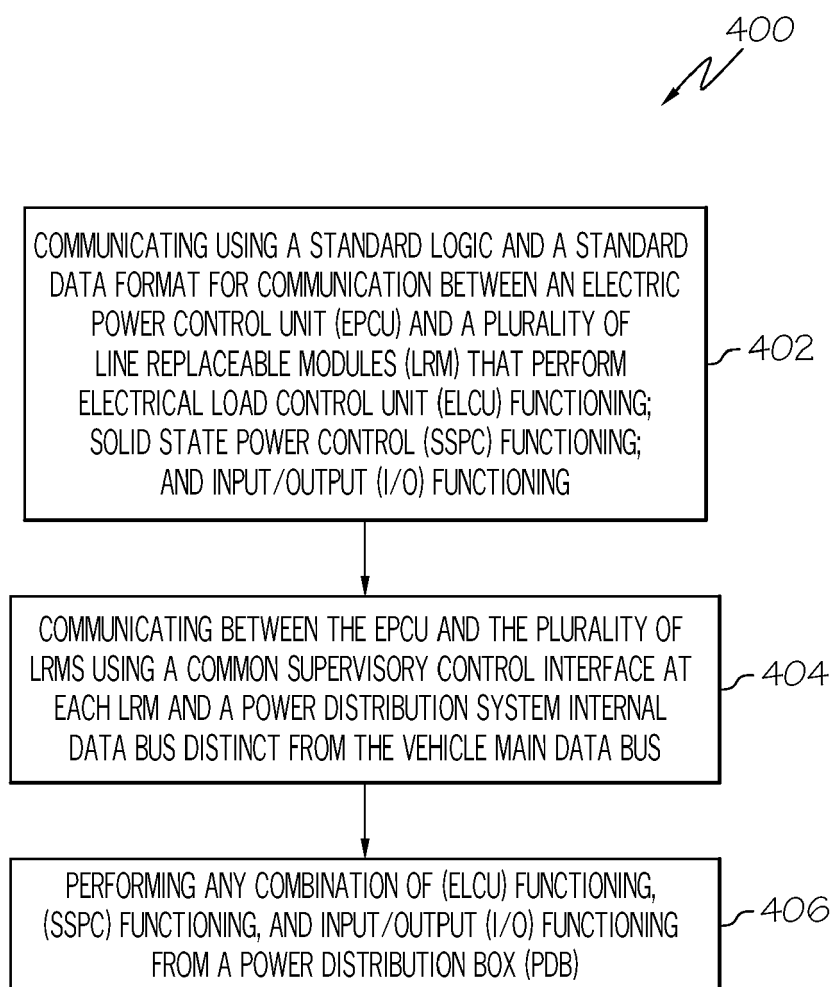 400
COMMUNICATING USING A STANDARD LOGIC AND A STANDARD
DATA FORMAT FOR COMMUNICATION BETWEEN AN ELECTRIC
POWER CONTROL UNIT (EPCU) AND A PLURALITY OF
LINE REPLACEABLE MODULES (LRM) THAT PERFORM
ELECTRICAL LOAD CONTROL UNIT (ELCU) FUNCTIONING;
SOLID STATE POWER CONTROL (SSPC) FUNCTIONING;
AND INPUT/OUTPUT (I/O) FUNCTIONING
402
COMMUNICATING BETWEEN THE EPCU AND THE PLURALITY OF
LRMS USING A COMMON SUPERVISORY CONTROL INTERFACE AT
EACH LRM AND A POWER DISTRIBUTION SYSTEM INTERNAL
DATA BUS DISTINCT FROM THE VEHICLE MAIN DATA BUS
404
PERFORMING ANY COMBINATION OF (ELCU) FUNCTIONING,
(SSPC) FUNCTIONING, AND INPUT/OUTPUT (I/O) FUNCTIONING
FROM A POWER DISTRIBUTION BOX (PDB)
406